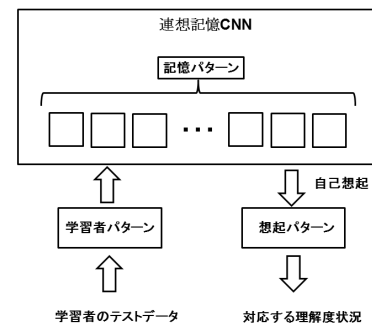 連想記憶CNN
記憶パターン
・・・
自己想起
学習者パターン
想起パターン
学習者のテストデータ
対応する理解度状況